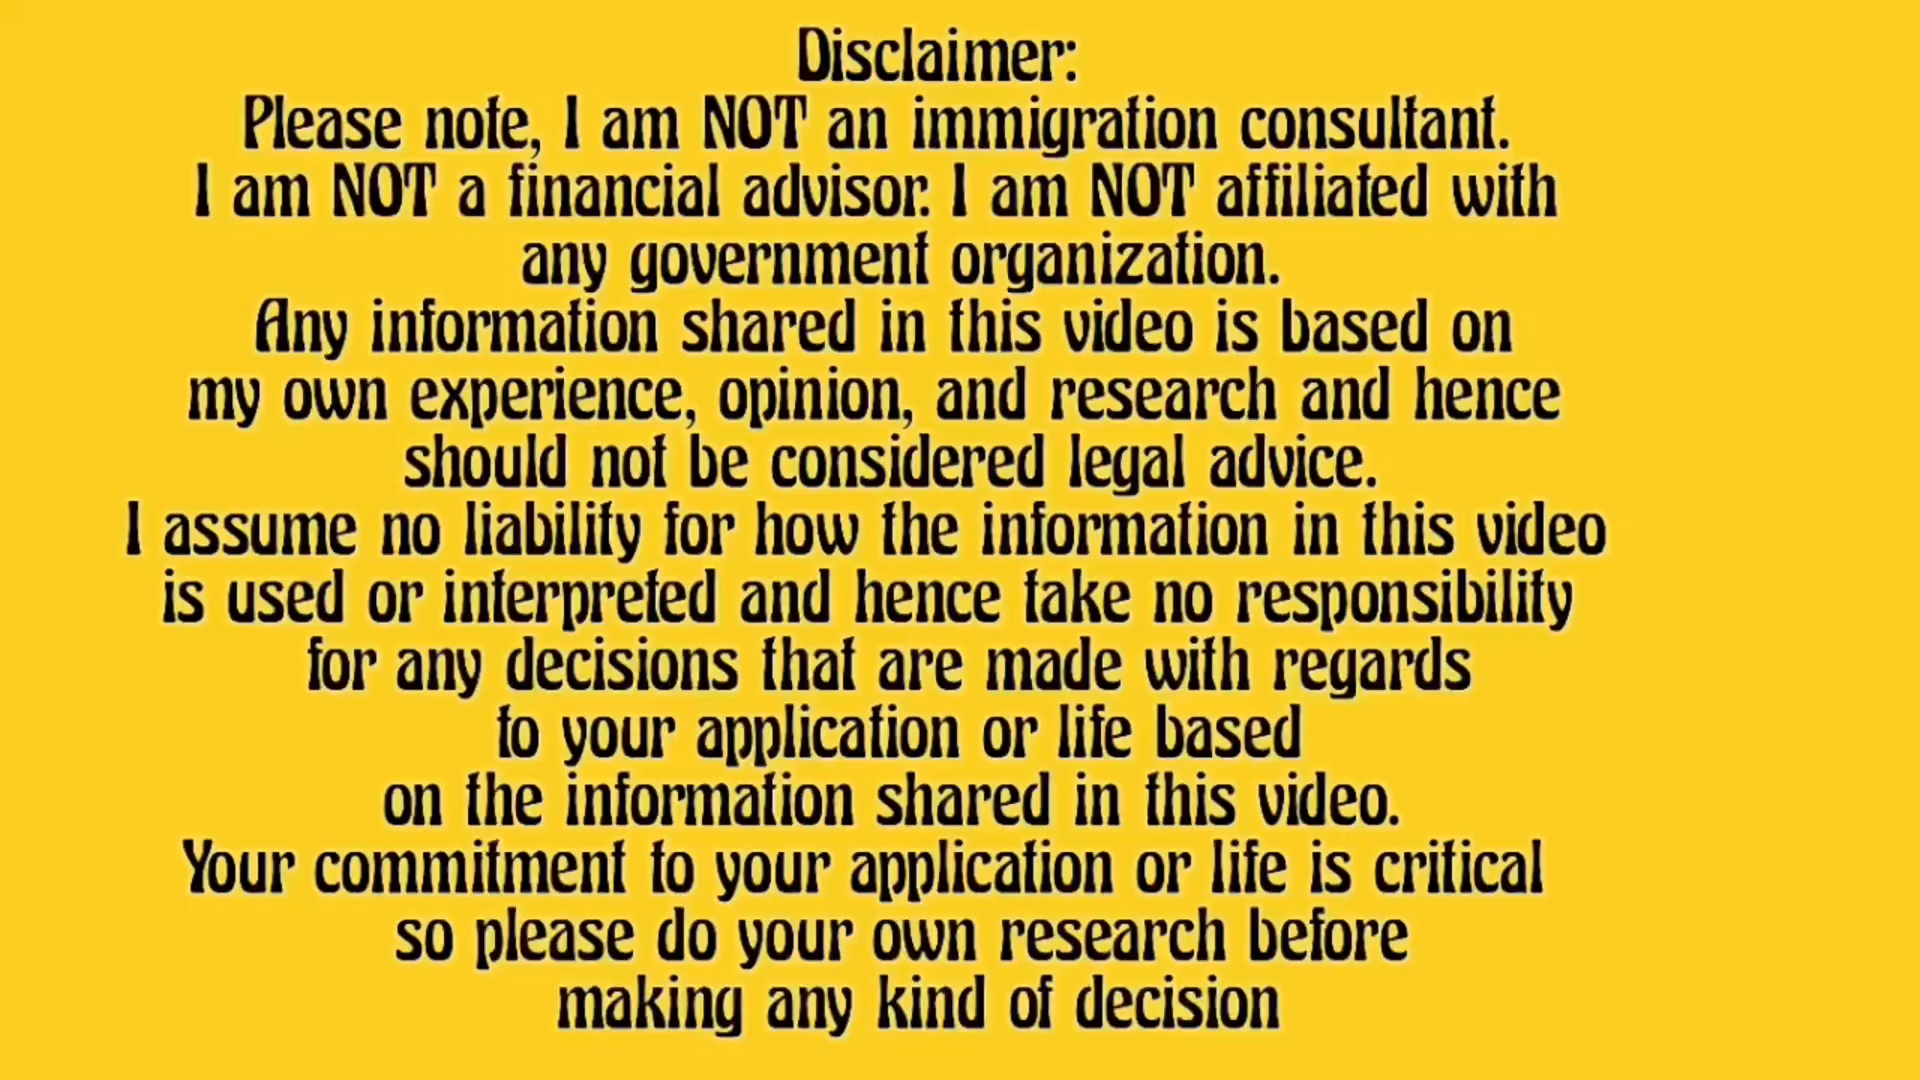 Disclaimer:
Please note, I am NOT an immigration consultant.
I am NOT a financial advisor. I am NOT affiliated with
any government organization.
Any information shared in this video is based on
my own experience, opinion, and research and hence
should not be considered legal advice.
I assume no liability for how the information in this video
is used or interpreted and hence take no responsibility
for any decisions that are made with regards
to your application or life based
on the information shared in this video.
Your commitment to your application or life is critical
so please do your own research before
making any kind of decision